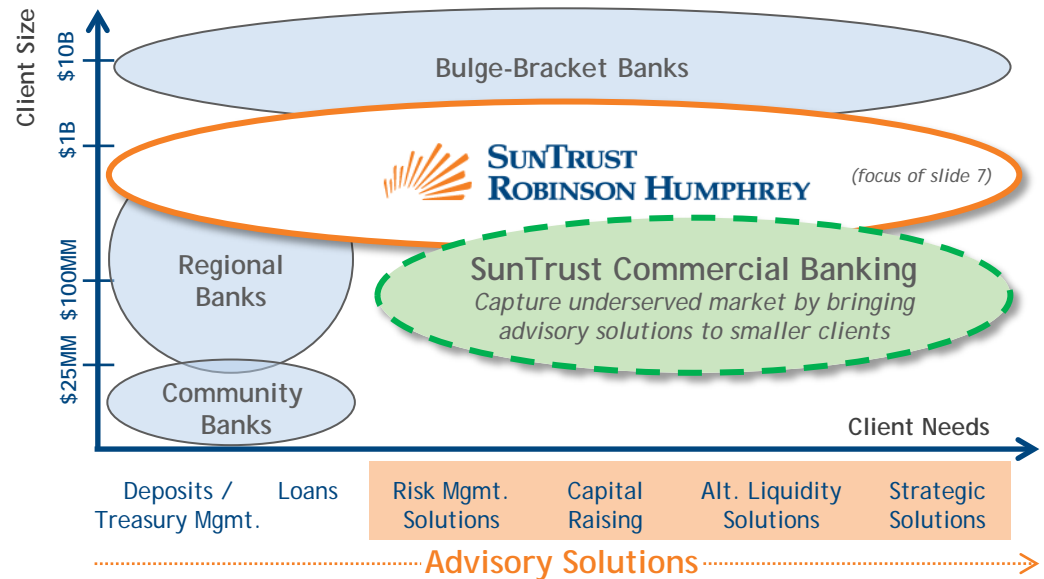 Client Size
$10B
$1B
$100MM
$25MM
Bulge-Bracket Banks
SUNTRUST
ROBINSON HUMPHREY
(focus of slide 7)
Regional
Banks
SunTrust Commercial Banking
Capture underserved market by bringing
advisory solutions to smaller clients
Community
Banks
Client Needs
Deposits /
Treasury Mgmt.
Loans
Risk Mgmt.
Solutions
Capital
Raising
Alt. Liquidity
Solutions
Strategic
Solutions
Advisory Solutions